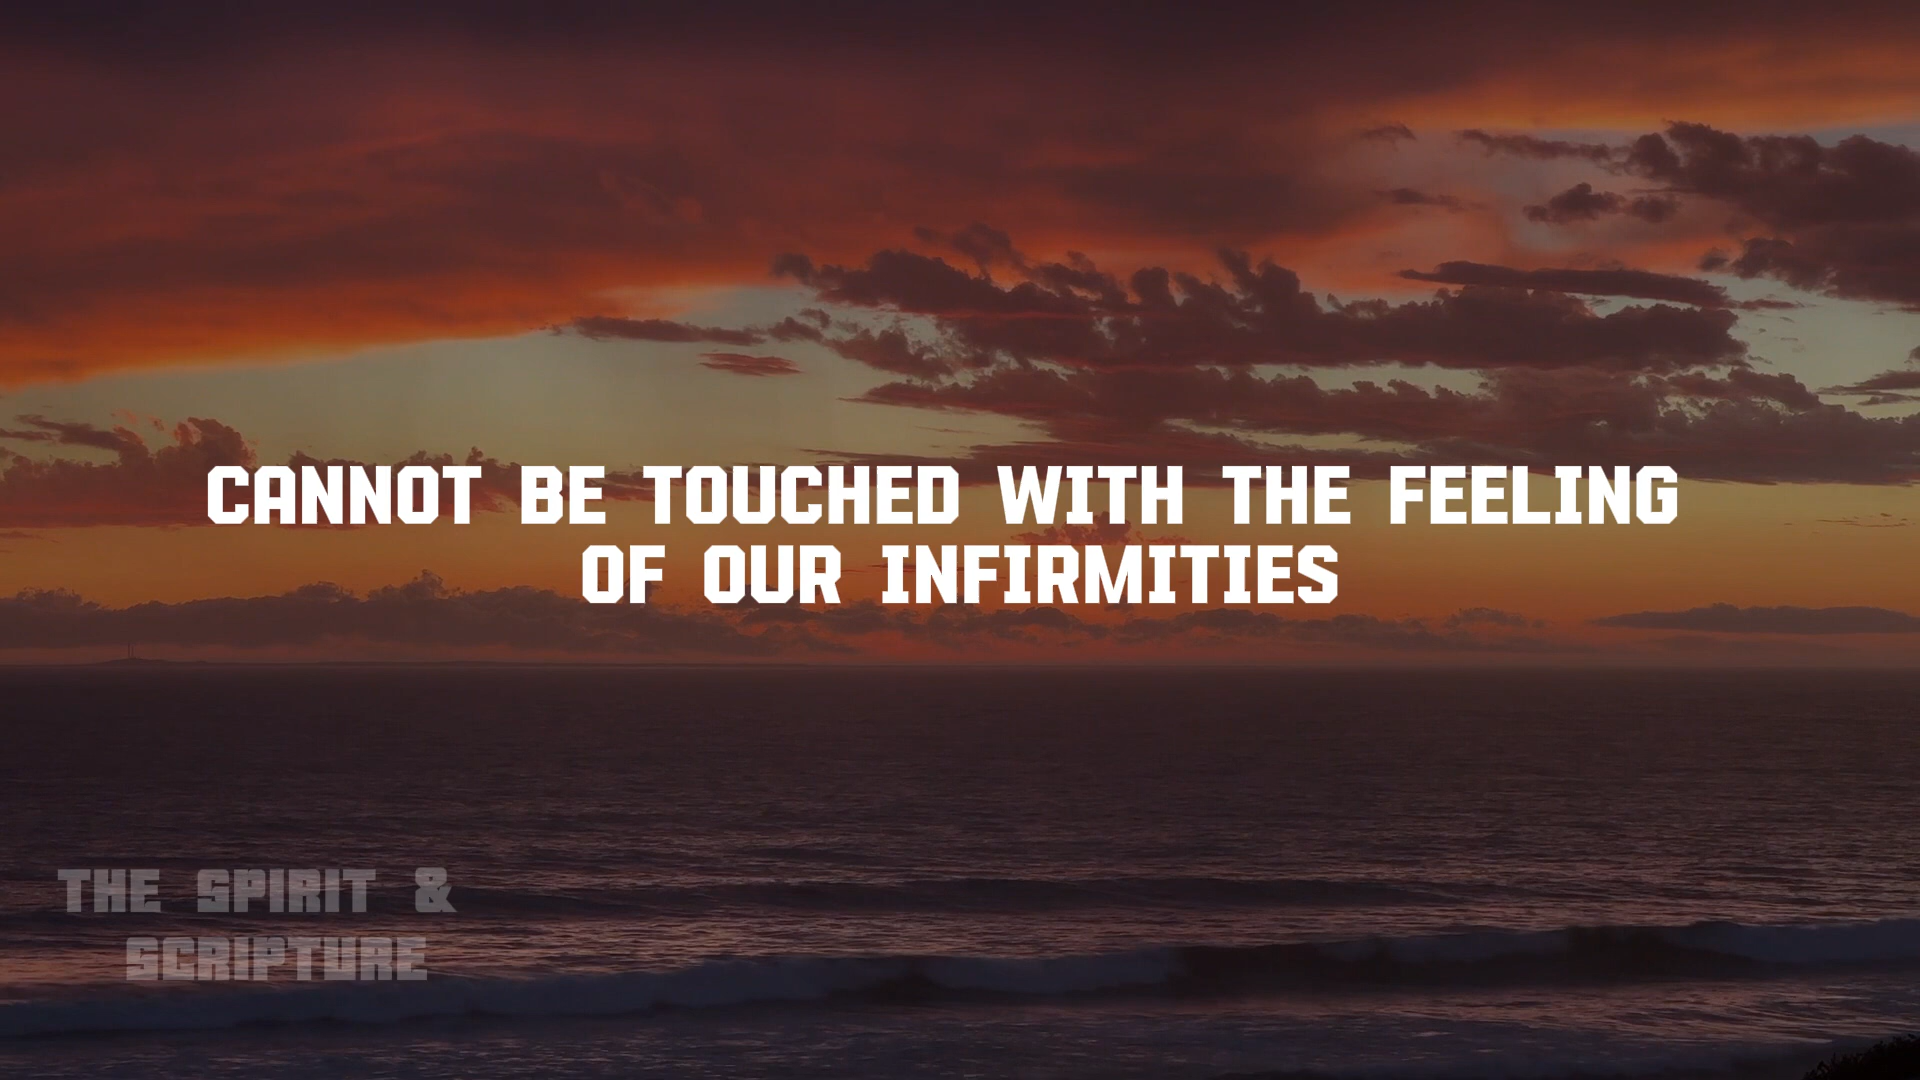 CANNOT BE TOUCHED WITH THE FEELING
OF OUR INFIRMITIES
THE SPIRIT &
SCRIPTURE